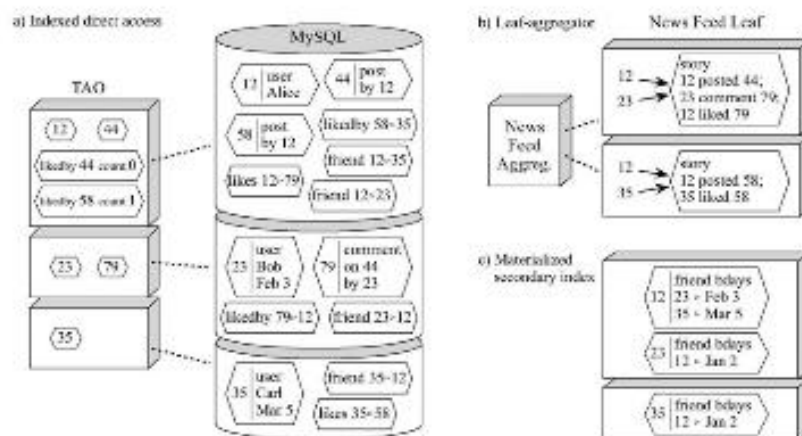 a) Indexed direct access
TAO
12 44
likedby 44 count 0
likedby 58 count 1
23 79
35
MySQL
12 user
Alice
44 post
by 12
58 post
by 12
likedby 58-35
friend 12-35
likes 12-79
friend 12-23
23 user
Bob
Feb 3
79 comment
on 44
by 23
likedby 79-12
friend 23-12
35 user
Carl
Mar 5
friend 35-12
likes 35-58
b) Leaf-aggregator
News Feed Leaf
News
Feed
Aggreg.
12
23
story
12 posted 44;
23 comment 79;
12 liked 79
12
35
story
12 posted 58;
35 liked 58
c) Materialized
secondary index
12 friend bdays
23 - Feb 3
35 - Mar 5
23 friend bdays
12 - Jan 2
35 friend bdays
12 - Jan 2